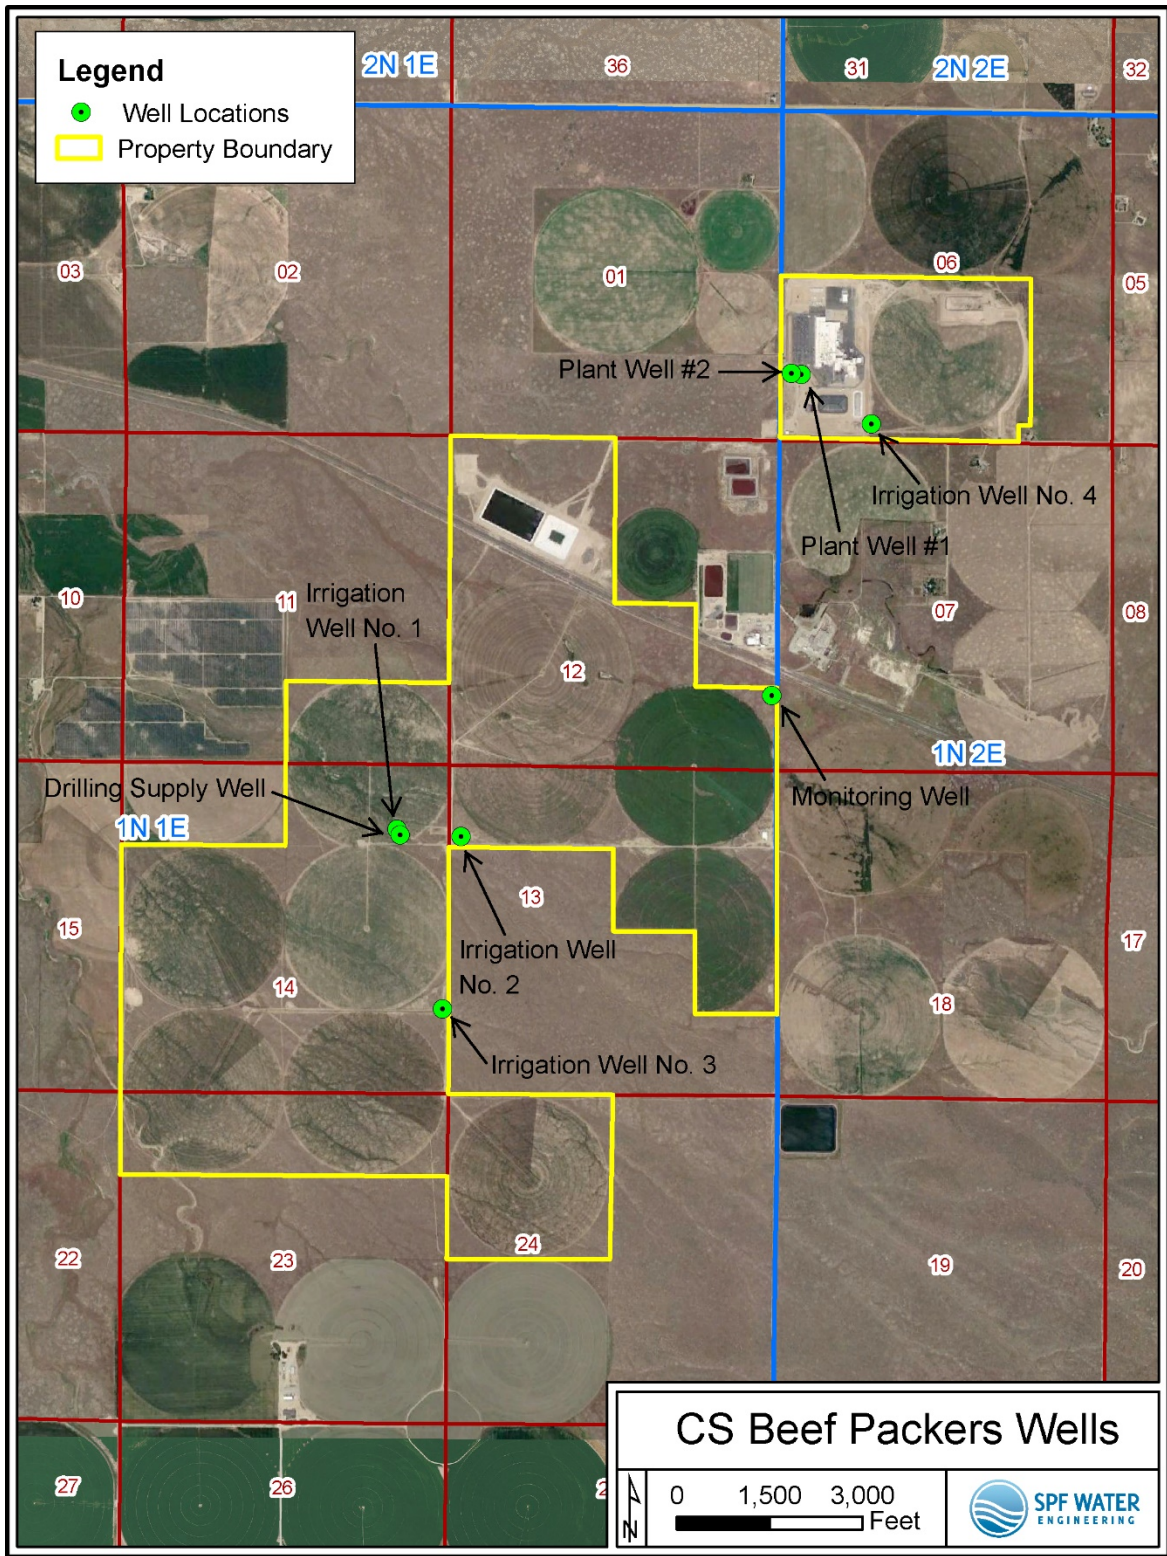 Legend
Well Locations
Property Boundary
2N 1E
36
31
2N 2E
32
03
02
01
06
05
Plant Well #2
Irrigation Well No. 4
Plant Well #1
10
11
Irrigation
Well No. 1
12
07
08
1N 2E
Drilling Supply Well
Monitoring Well
1N 1E
15
13
17
Irrigation Well
No. 2
14
18
Irrigation Well No. 3
22
23
24
19
20
27
26
2
CS Beef Packers Wells
N
0 1,500 3,000
Feet
SPF WATER
ENGINEERING